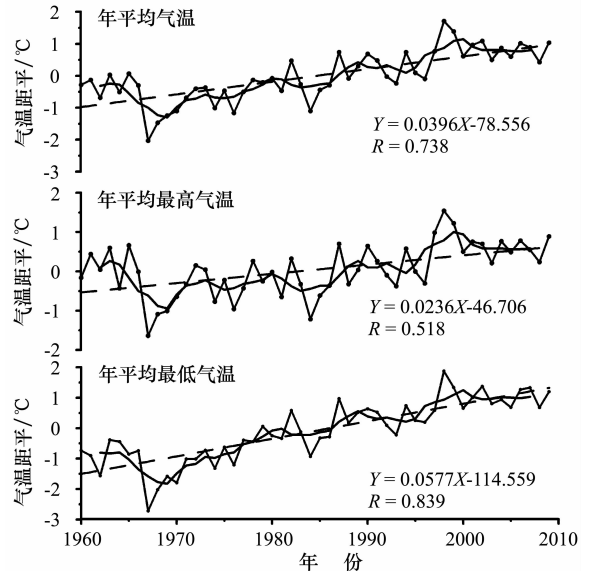 年平均气温
2
1
0
-1
-2
-3
气温距平/℃
Y = 0.0396X-78.556
R = 0.738
年平均最高气温
2
1
0
-1
-2
气温距平/℃
Y = 0.0236X-46.706
R = 0.518
年平均最低气温
2
1
0
-1
-2
-3
气温距平/℃
Y = 0.0577X-114.559
R = 0.839
1960 1970 1980 1990 2000 2010
年 份